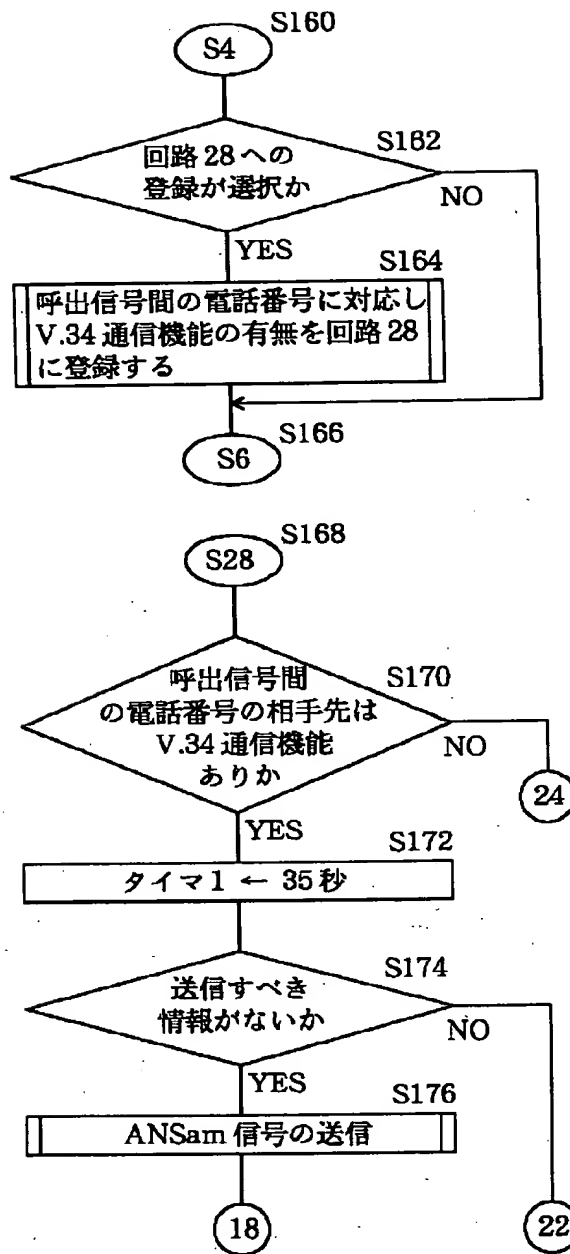 S160
S4
S162
回路 28 への
登録が選択か
NO
YES
S164
呼出信号間の電話番号に対応し
V.34 通信機能の有無を回路 28
に登録する
S166
S6
S168
S28
S170
呼出信号間
の電話番号の相手先は
V.34 通信機能
ありか
NO
24
YES
S172
タイマ 1 ← 35 秒
S174
送信すべき
情報がないか
NO
YES
S176
ANSam 信号の送信
18
22